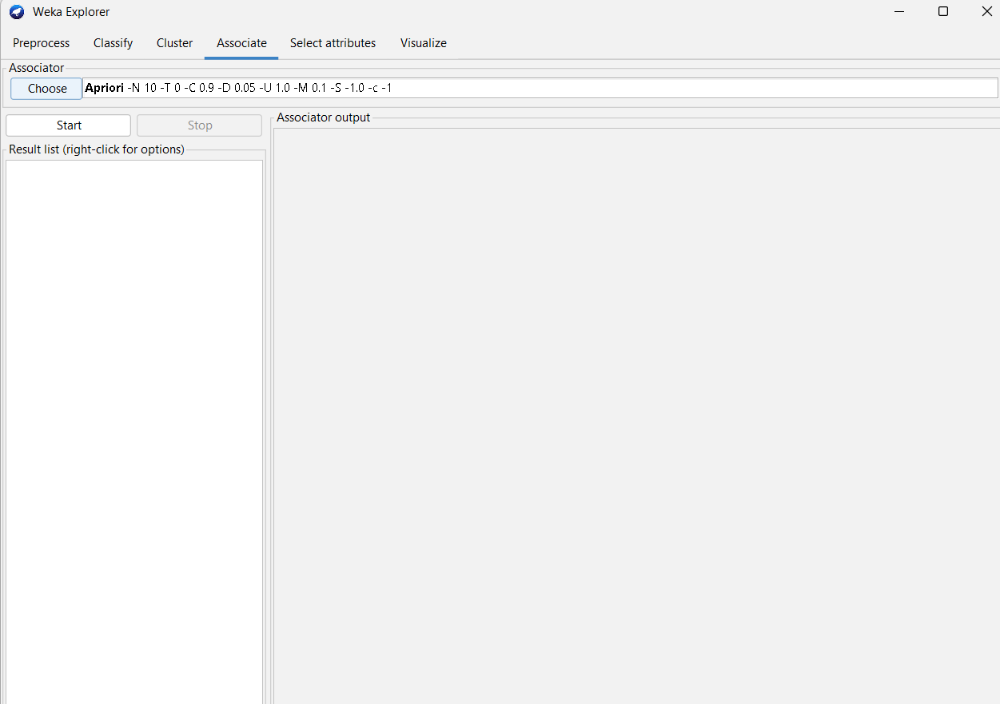 Weka Explorer
Preprocess Classify Cluster Associate Select attributes Visualize
Associator
Choose Apriori -N 10 -T 0 -C 0.9 -D 0.05 -U 1.0 -M 0.1 -S -1.0 -c -1
Start Stop
Associator output
Result list (right-click for options)